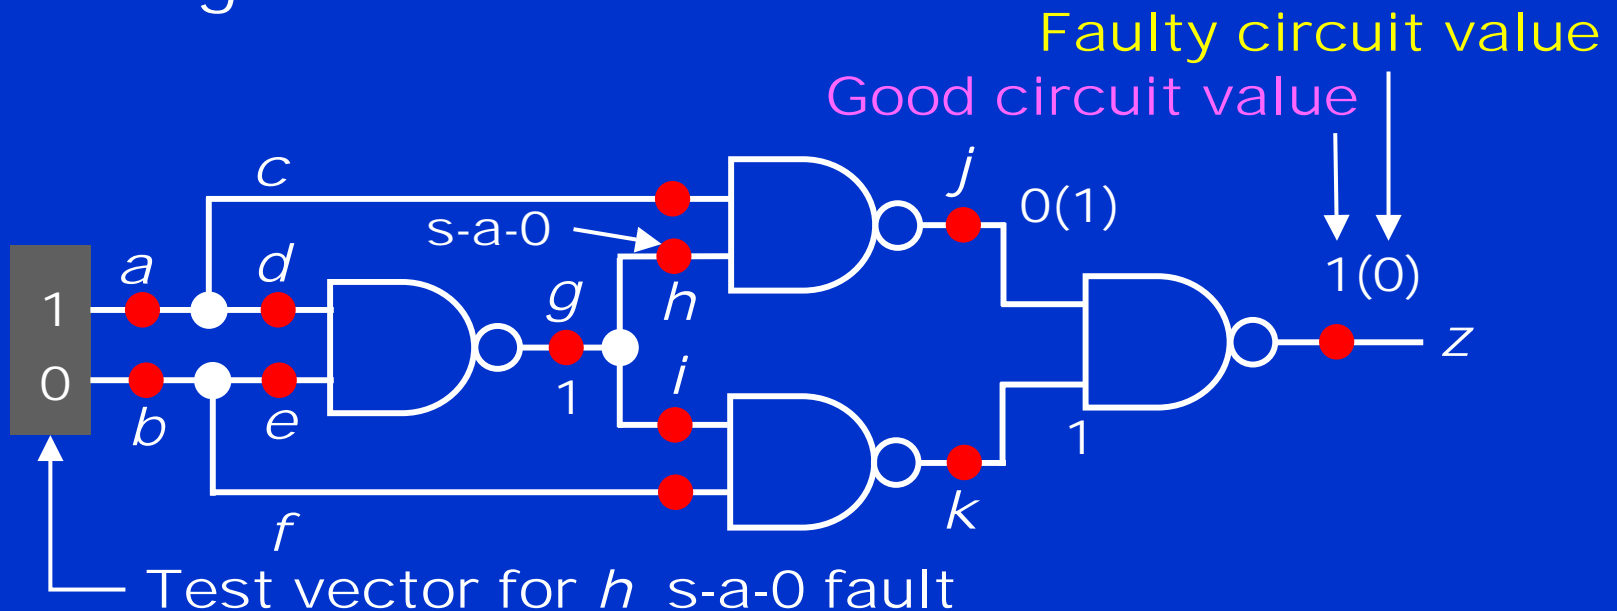 Faulty circuit value
Good circuit value
c
j
s-a-0
0(1)
a
d
1
g
h
1(0)
z
0
1
i
b
e
1
k
f
Test vector for h s-a-0 fault